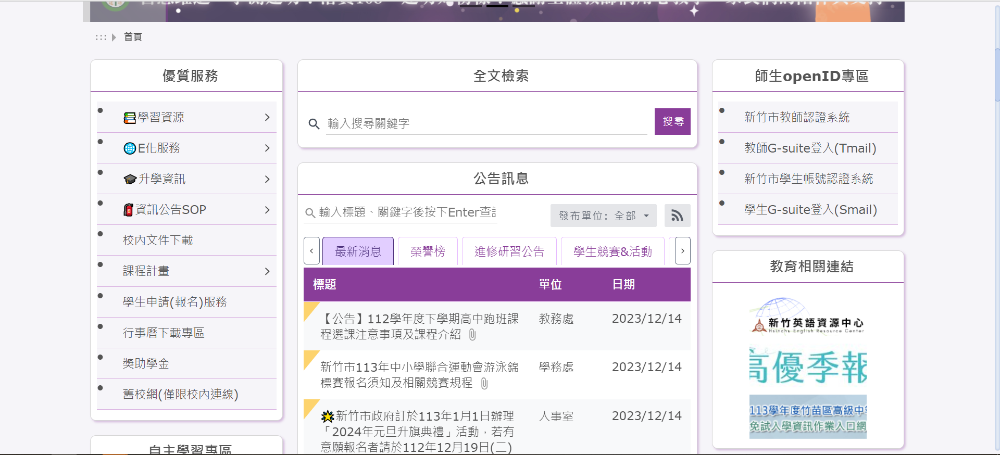 首頁
優質服務
學習資源
E化服務
升學資訊
資訊公告SOP
校內文件下載
課程計畫
學生申請(報名)服務
行事曆下載專區
獎助學金
舊校網(僅限校內連線)
自主學習專區
全文檢索
輸入搜尋關鍵字
搜尋
公告訊息
輸入標題、關鍵字後按下Enter查詢
發布單位: 全部
最新消息 榮譽榜 進修研習公告 學生競賽&活動
標題 單位 日期
【公告】112學年度下學期高中跑班課 教務處 2023/12/14
程選課注意事項及課程介紹
新竹市113年中小學聯合運動會游泳錦 學務處 2023/12/14
標賽報名須知及相關競賽規程
新竹市政府訂於113年1月1日辦理 人事室 2023/12/14
「2024年元旦升旗典禮」活動，若有
意願報名者請於112年12月19日(二)
師生openID專區
新竹市教師認證系統
教師G-suite登入(Tmail)
新竹市學生帳號認證系統
學生G-suite登入(Smail)
教育相關連結
新竹英語資源中心
Hsinchu English Resource Center
高優季報
113學年度竹苗區高級中等
免試入學資訊作業入口網